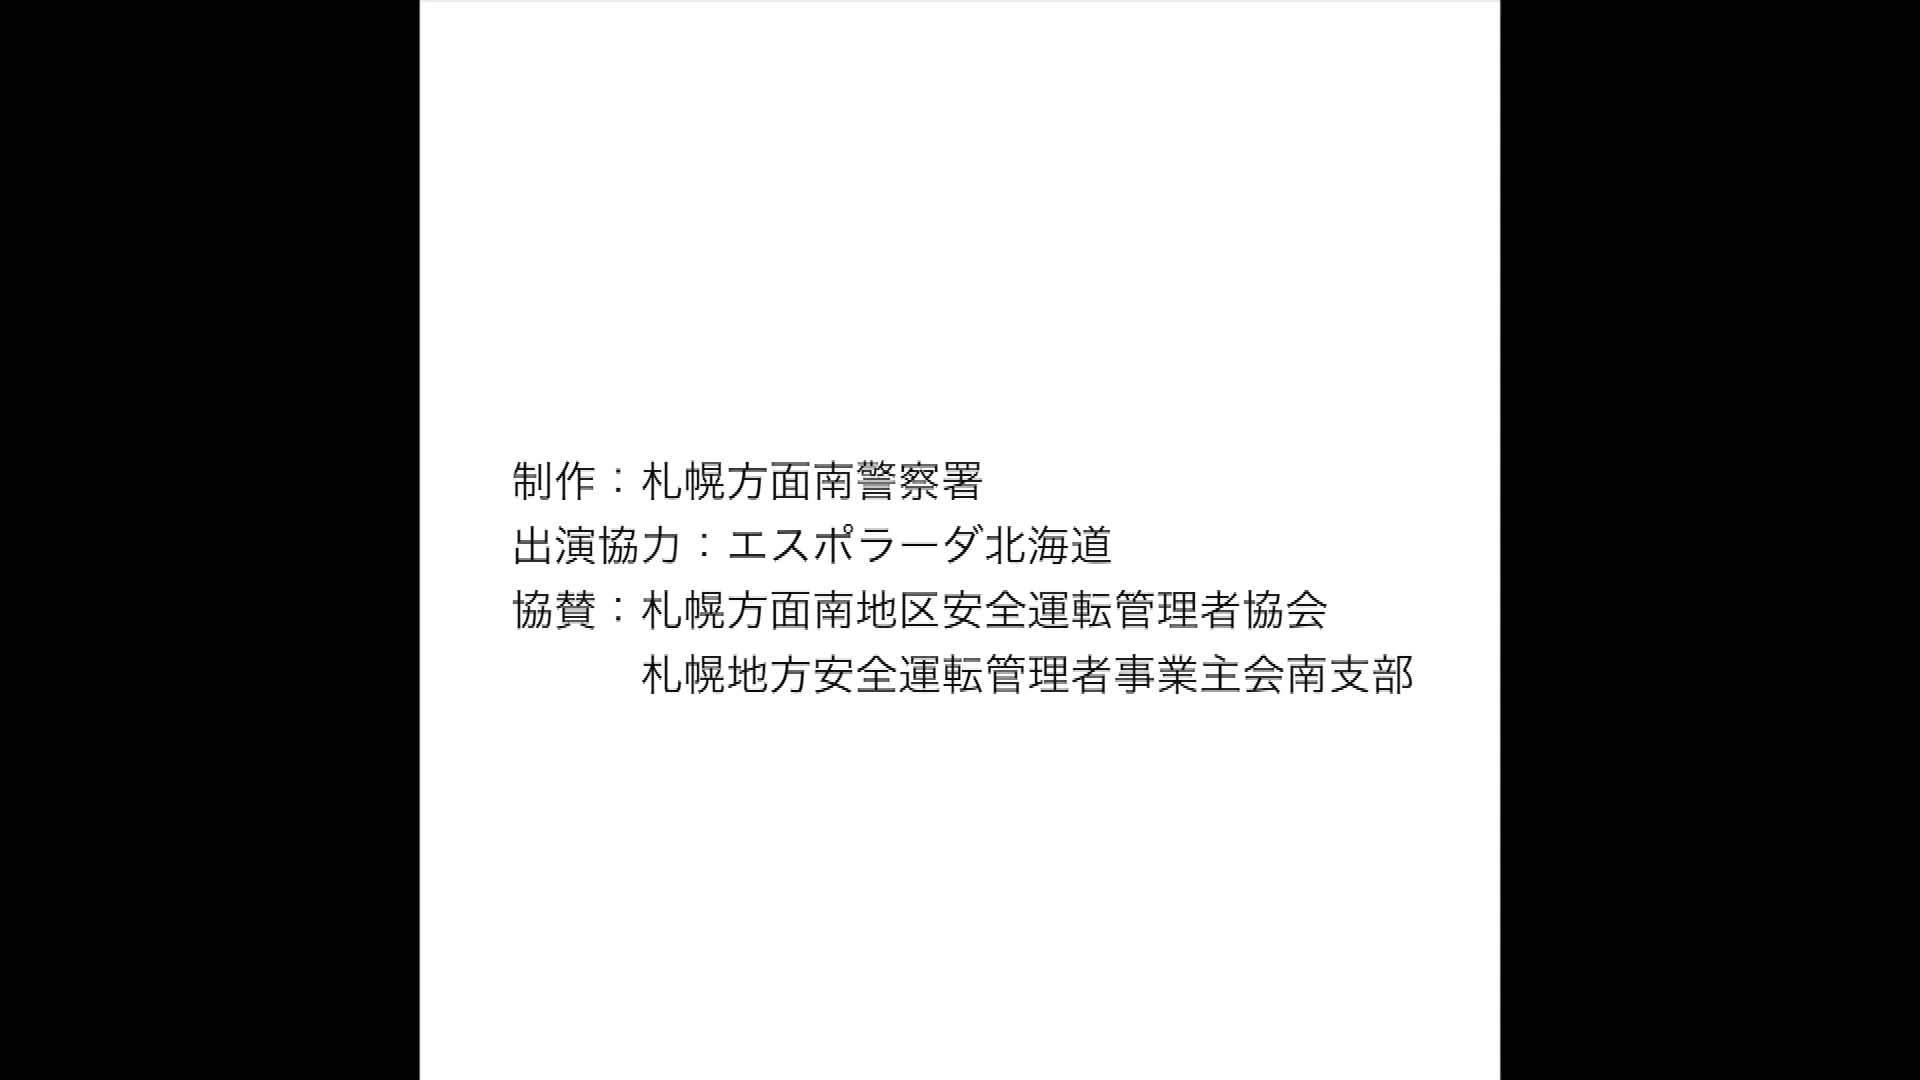 制作：札幌方面南警察署
出演協力：エスポラーダ北海道
協賛：札幌方面南地区安全運転管理者協会
札幌地方安全運転管理者事業主会南支部